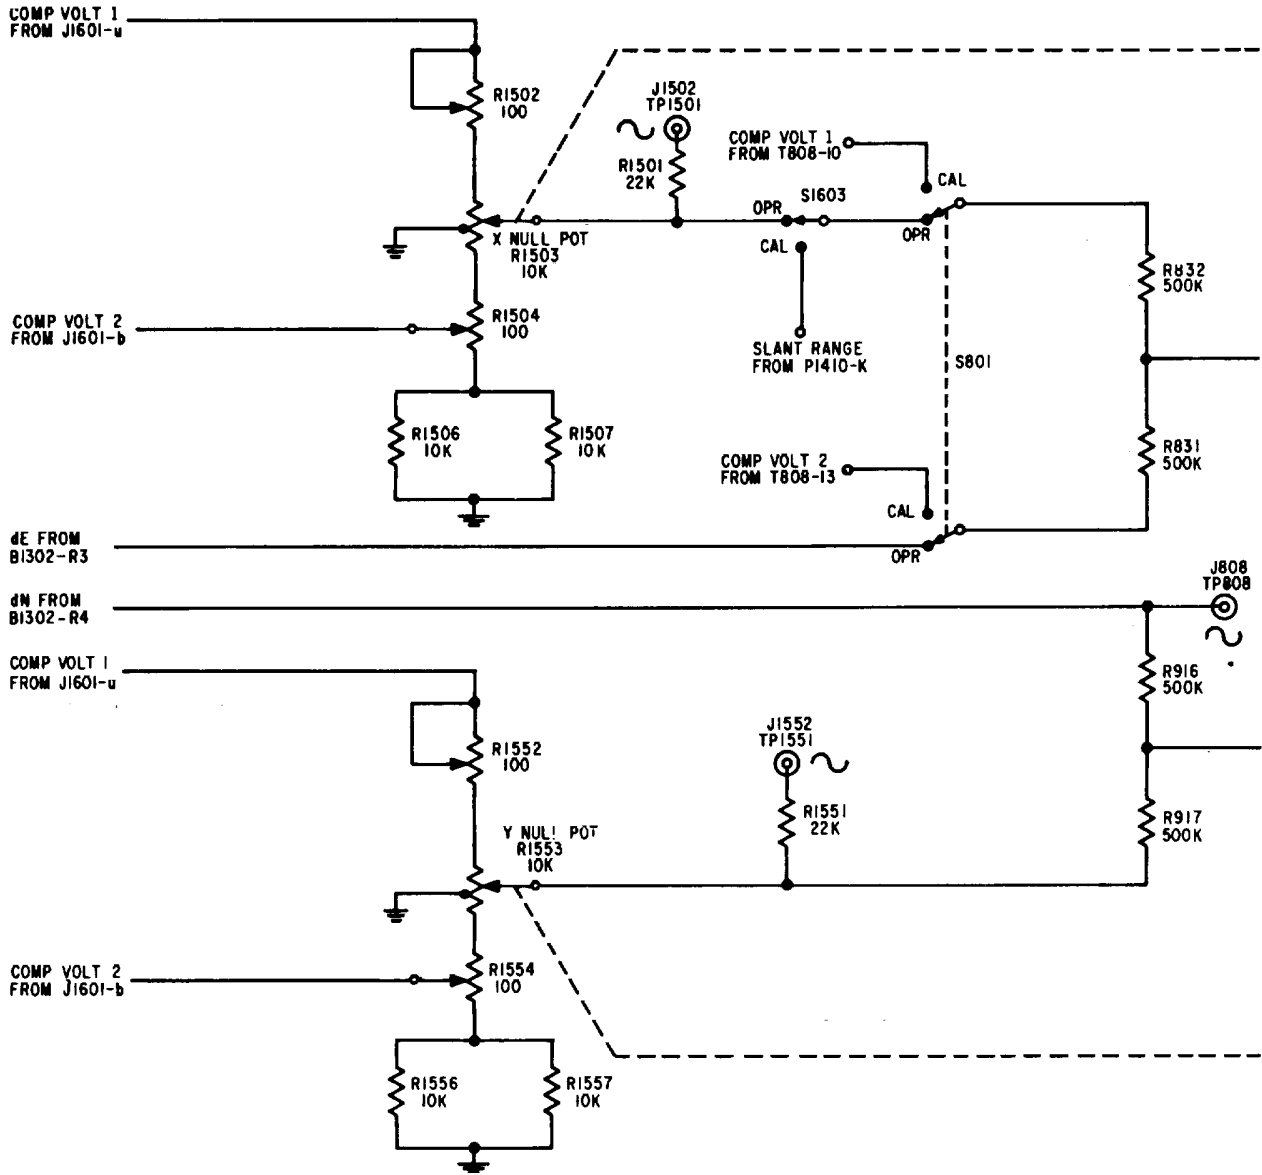 COMP VOLT 1
FROM J1601-u
R1502
100
J1502
TP1501
R1501
22K
COMP VOLT 1
FROM T808-10
CAL
S1603
OPR
OPR
CAL
X NULL POT
R1503
10K
R832
500K
COMP VOLT 2
FROM J1601-b
R1504
100
SLANT RANGE
FROM P1410-K
S801
R1506
10K
R1507
10K
R831
500K
COMP VOLT 2
FROM T808-13
CAL
dE FROM
B1302-R3
OPR
J808
TP808
dN FROM
B1302-R4
COMP VOLT 1
FROM J1601-u
R916
500K
R1552
100
J1552
TP1551
R1551
22K
R917
500K
Y NULL POT
R1553
10K
COMP VOLT 2
FROM J1601-b
R1554
100
R1556
10K
R1557
10K